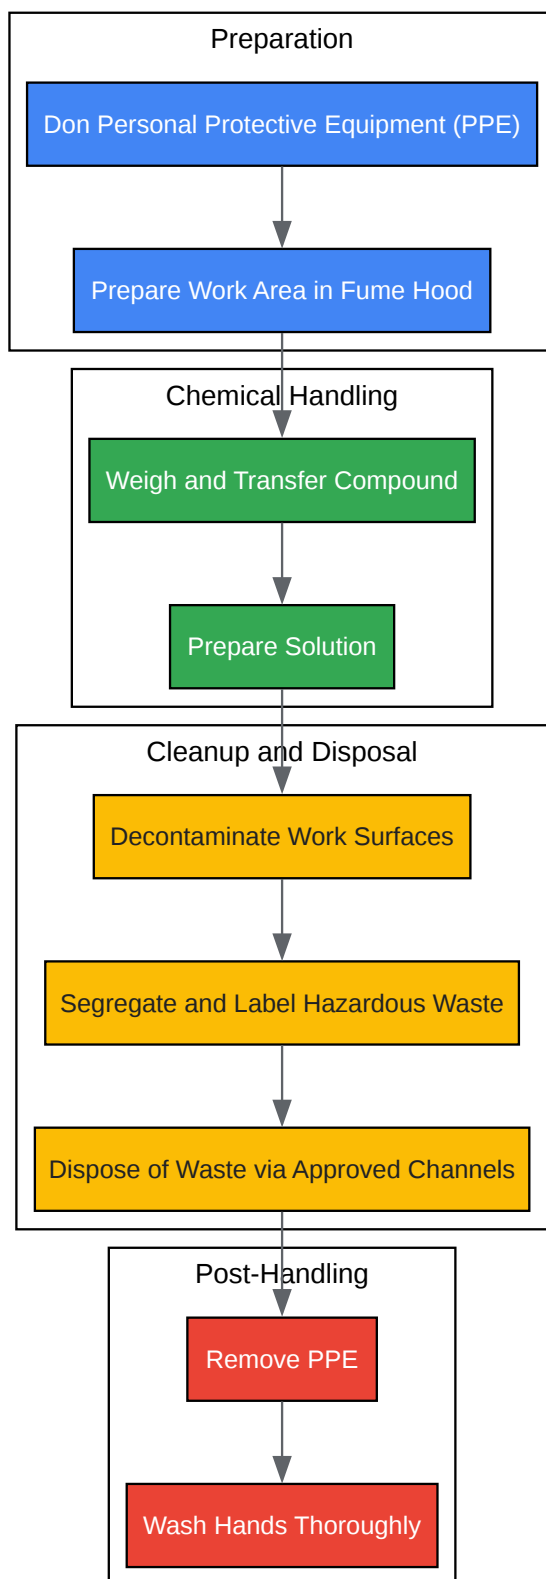 Preparation
Don Personal Protective Equipment (PPE)
Prepare Work Area in Fume Hood
Chemical Handling
Weigh and Transfer Compound
Prepare Solution
Cleanup and Disposal
Decontaminate Work Surfaces
Segregate and Label Hazardous Waste
Dispose of Waste via Approved Channels
Post-Handling
Remove PPE
Wash Hands Thoroughly